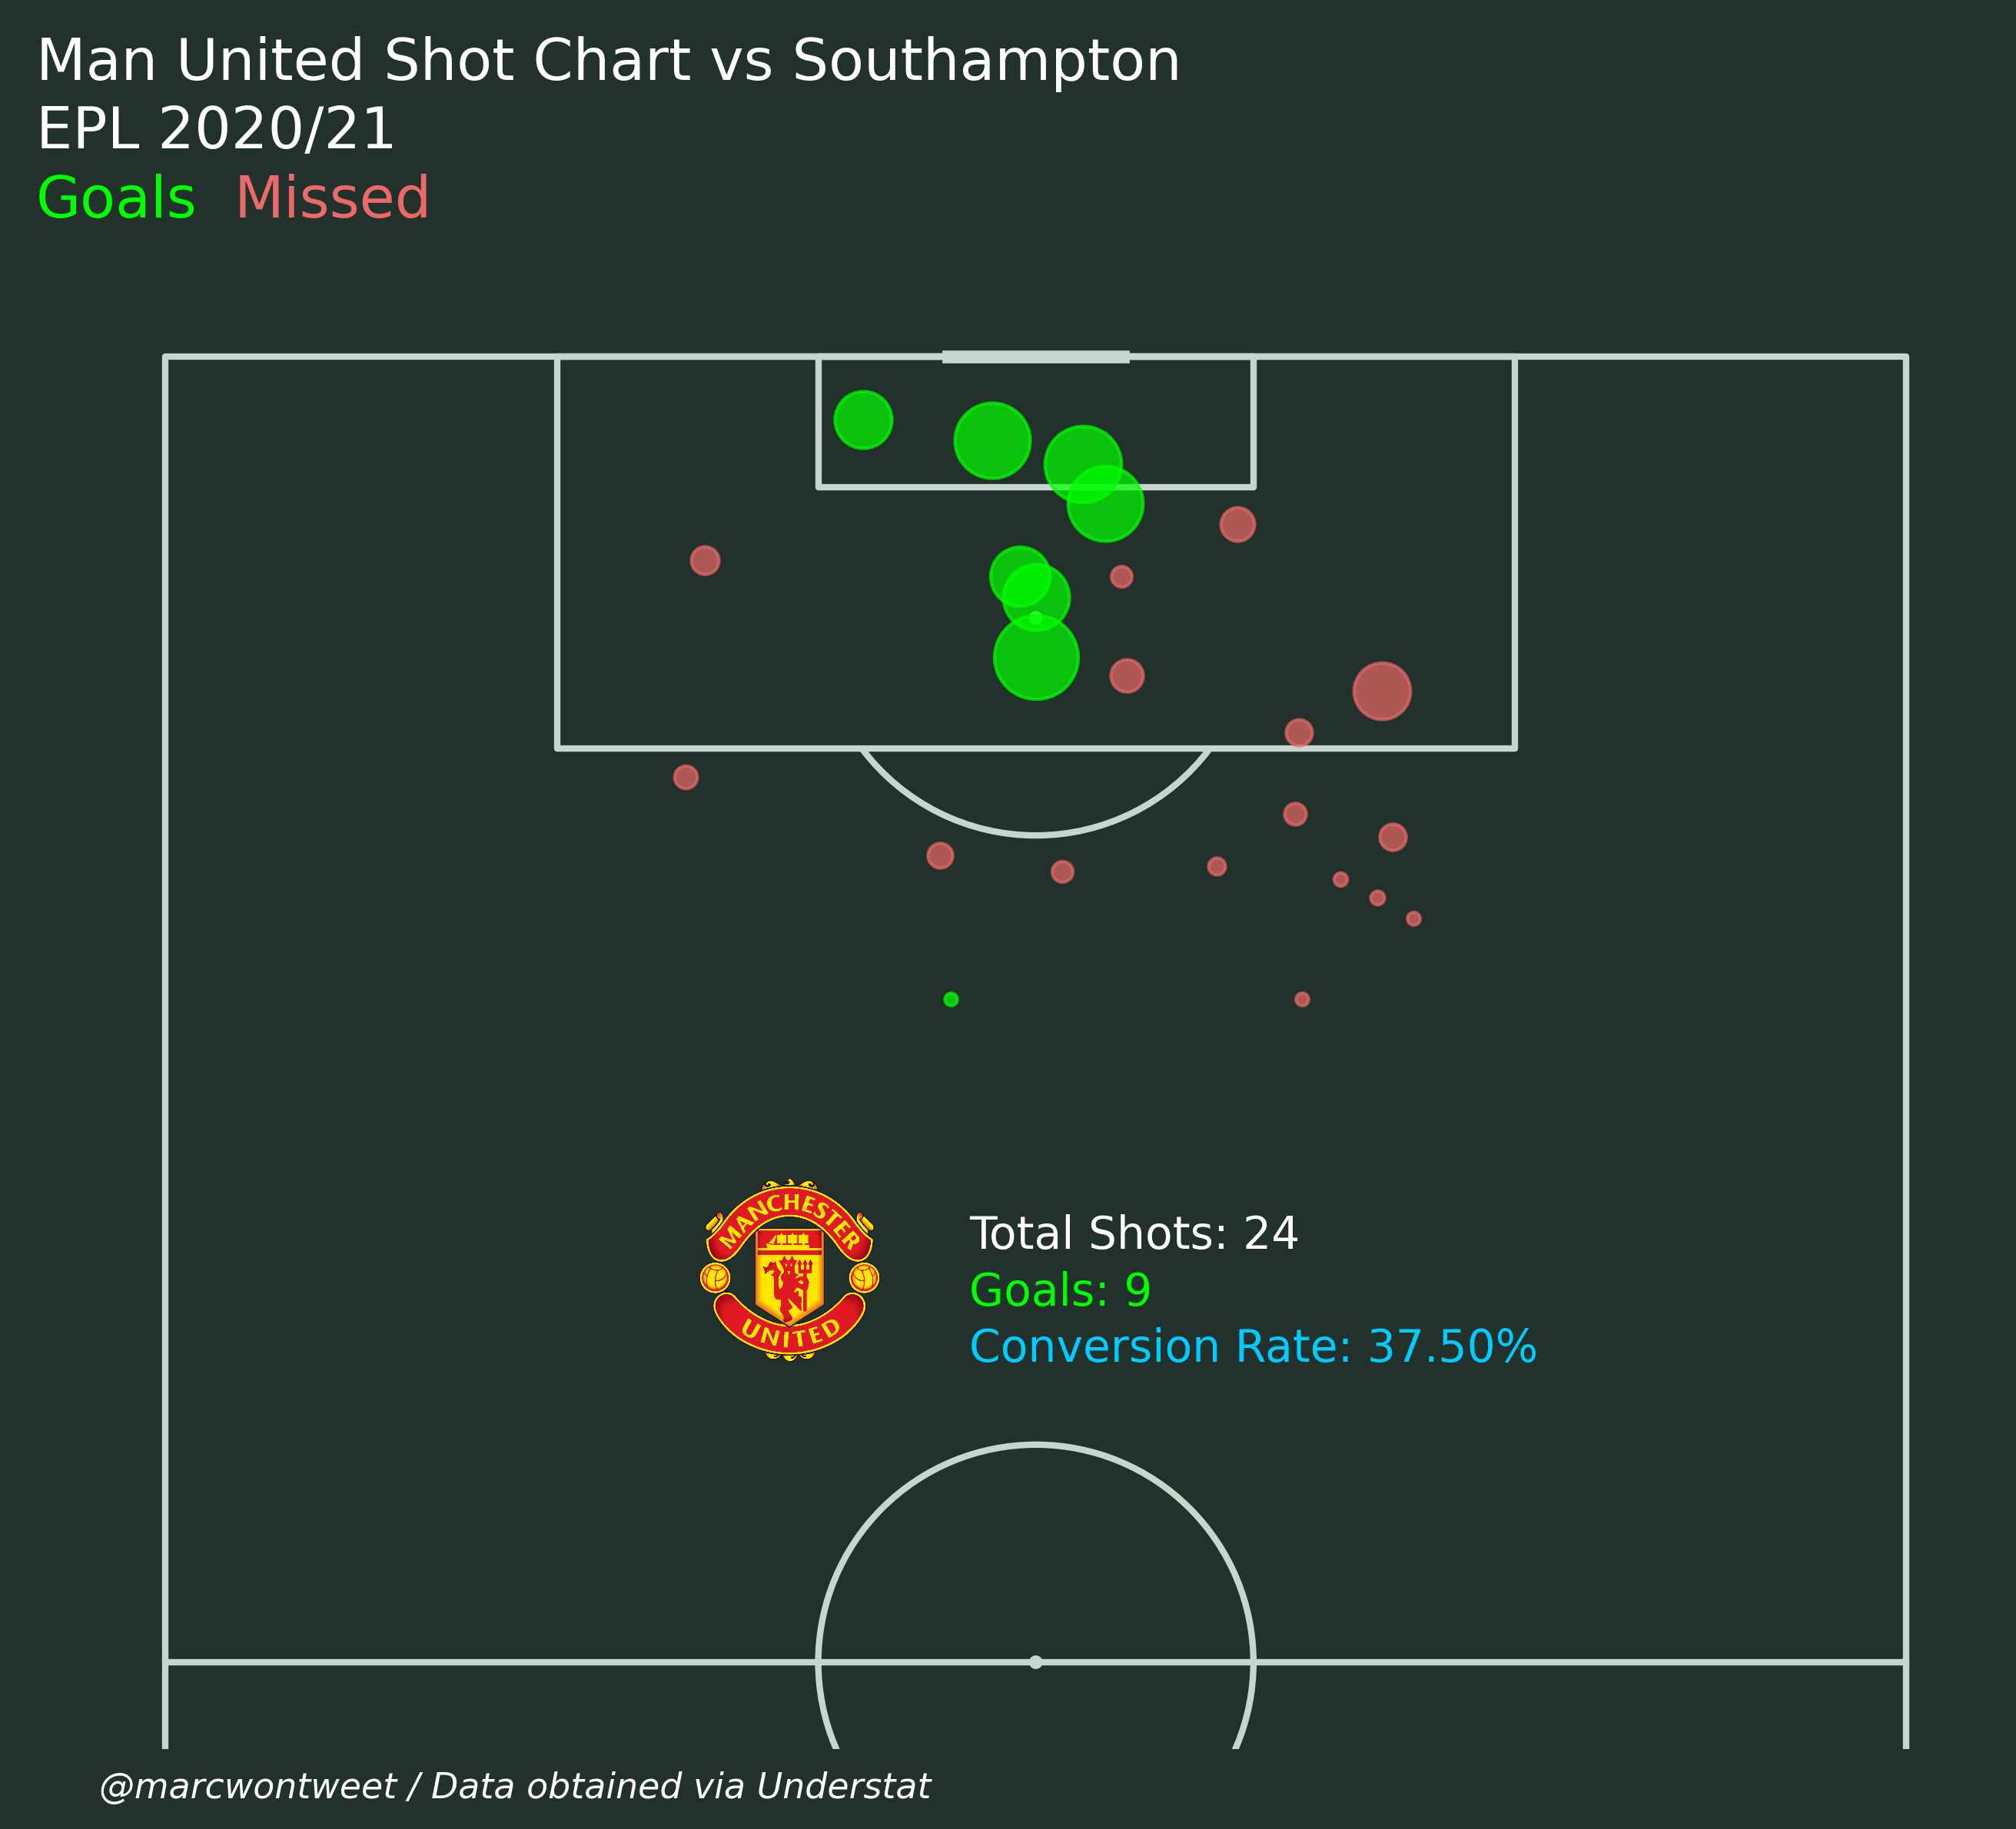 Man United Shot Chart vs Southampton
EPL 2020/21
Goals Missed
MANCHESTER
UNITED
Total Shots: 24
Goals: 9
Conversion Rate: 37.50%
@marcwontweet / Data obtained via Understat